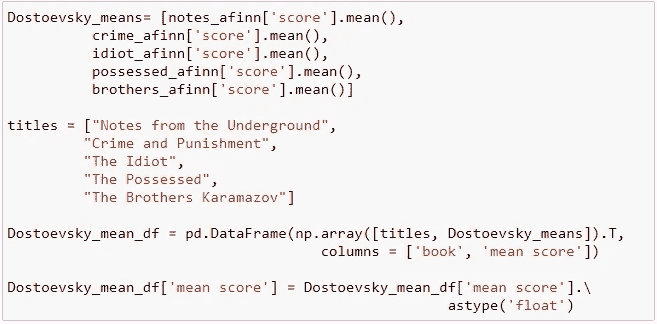 Dostoevsky_means= [notes_afinn['score'].mean(),
           crime_afinn['score'].mean(),
           idiot_afinn['score'].mean(),
           possessed_afinn['score'].mean(),
           brothers_afinn['score'].mean()]

titles = ["Notes from the Underground",
          "Crime and Punishment",
          "The Idiot",
          "The Possessed",
          "The Brothers Karamazov"]

Dostoevsky_mean_df = pd.DataFrame(np.array([titles, Dostoevsky_means]).T,
                                        columns = ['book', 'mean score'])

Dostoevsky_mean_df['mean score'] = Dostoevsky_mean_df['mean score'].\
                                                        astype('float')